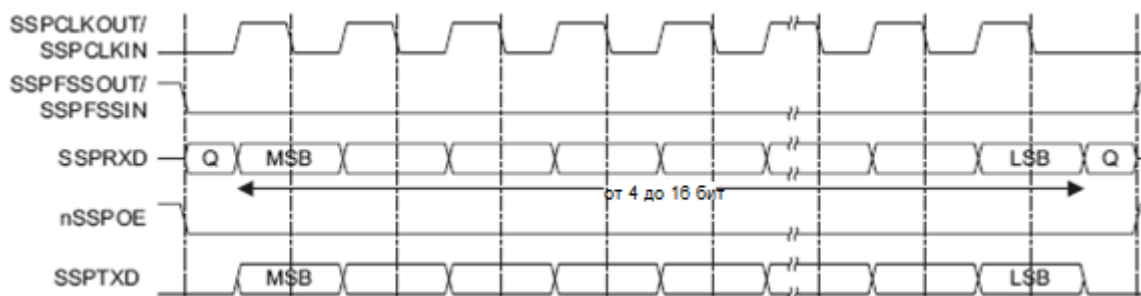 SSPCLKOUT/
SSPCLKIN
SSPFSSOUT/
SSPFSSIN
SSPRXD Q MSB LSB Q
от 4 до 16 бит
nSSPOE
SSPTXD MSB LSB